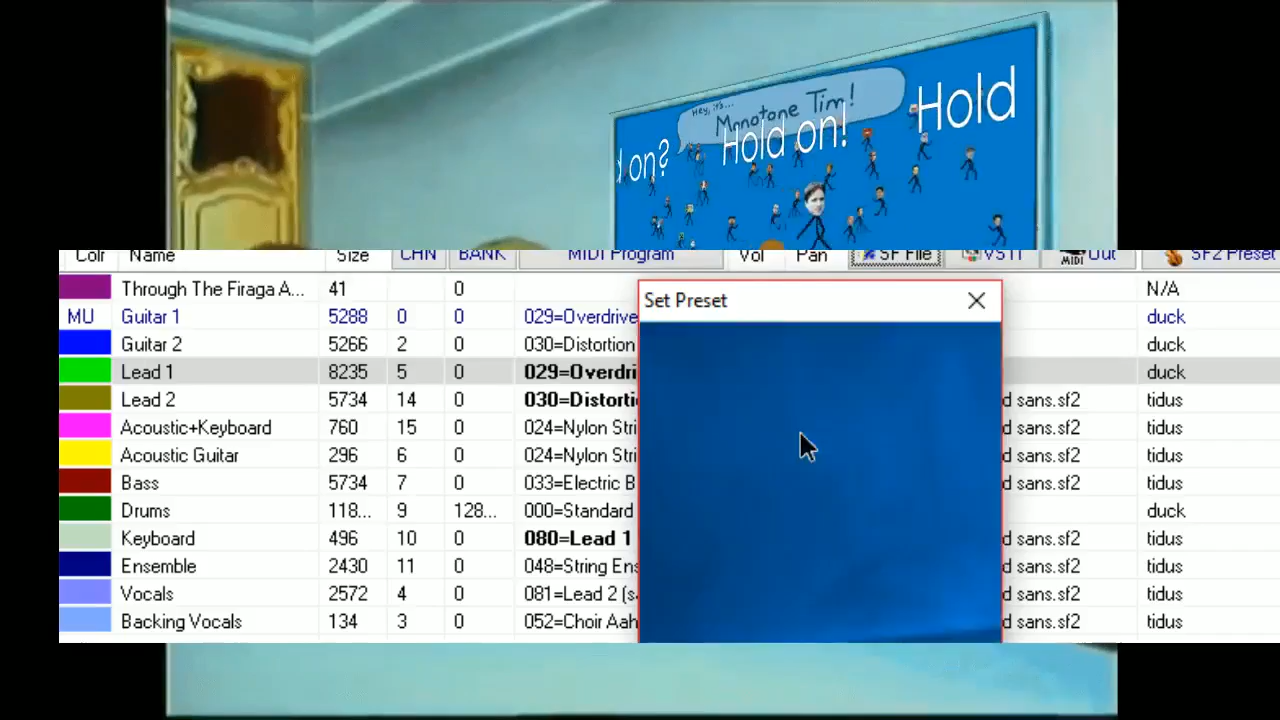 Hold
Hey, it's...
Monotone Tim!
Hold on!
on?
Colr Name Size CHN BANK MIDI Program Vol Pan SF File VSTi MIDI Out SF2 Preset
Through The Firaga A... 41 0 N/A
MU Guitar 1 5288 0 0 029=Overdrive duck
Guitar 2 5266 2 0 030=Distortion duck
Lead 1 8235 5 0 029=Overdri duck
Lead 2 5734 14 0 030=Distorti d sans.sf2 tidus
Acoustic+Keyboard 760 15 0 024=Nylon Stri d sans.sf2 tidus
Acoustic Guitar 296 6 0 024=Nylon Stri d sans.sf2 tidus
Bass 5734 7 0 033=Electric B d sans.sf2 tidus
Drums 118... 9 128... 000=Standard duck
Keyboard 496 10 0 080=Lead 1 d sans.sf2 tidus
Ensemble 2430 11 0 048=String Ens d sans.sf2 tidus
Vocals 2572 4 0 081=Lead 2 (s d sans.sf2 tidus
Backing Vocals 134 3 0 052=Choir Aah d sans.sf2 tidus
Set Preset